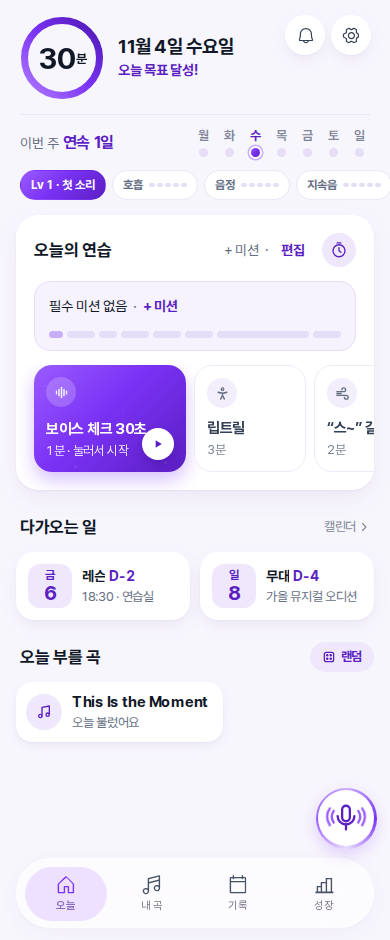 30분
11월 4일 수요일
오늘 목표 달성!
이번 주 연속 1일
월 화 수 목 금 토 일
Lv 1 · 첫 소리
호흡
음정
지속음
오늘의 연습
+ 미션 · 편집
필수 미션 없음 · + 미션
보이스 체크 30초
1분 · 눌러서 시작
립트릴
3분
“스~” 길
2분
다가오는 일
캘린더
금
6
레슨 D-2
18:30 · 연습실
일
8
무대 D-4
가을 뮤지컬 오디션
오늘 부를 곡
랜덤
This Is the Moment
오늘 불렀어요
오늘
내 곡
기록
성장